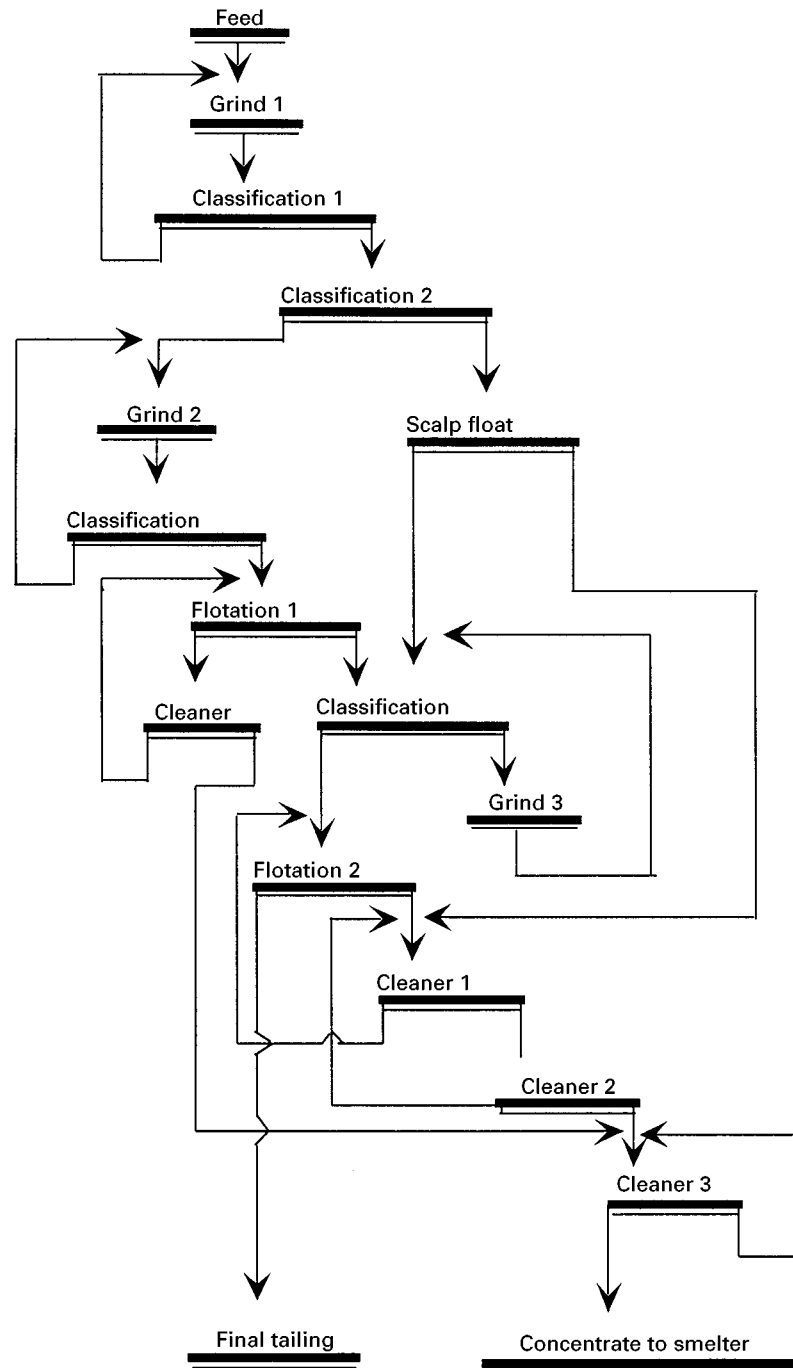 Feed
Grind 1
Classification 1
Classification 2
Grind 2
Scalp float
Classification
Flotation 1
Cleaner
Classification
Grind 3
Flotation 2
Cleaner 1
Cleaner 2
Cleaner 3
Final tailing
Concentrate to smelter